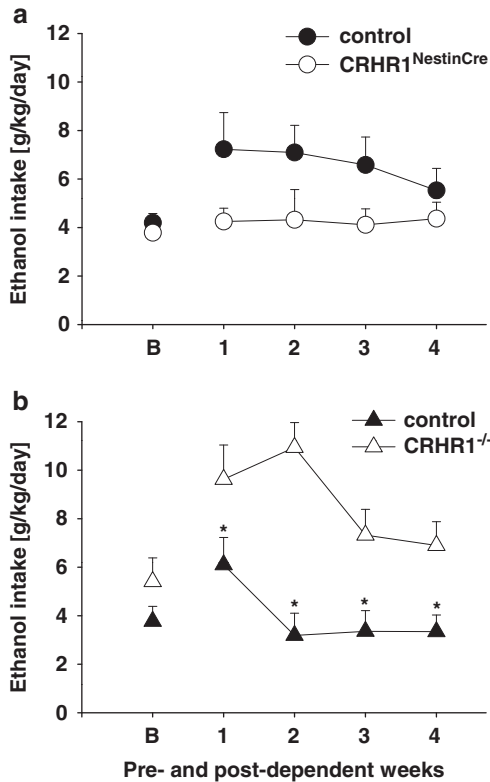 a
12
10
8
6
4
2
0
Ethanol intake [g/kg/day]
control
CRHR1NestinCre
B 1 2 3 4
b
12
10
8
6
4
2
0
Ethanol intake [g/kg/day]
control
CRHR1-/-
*
* * *
B 1 2 3 4
Pre- and post-dependent weeks